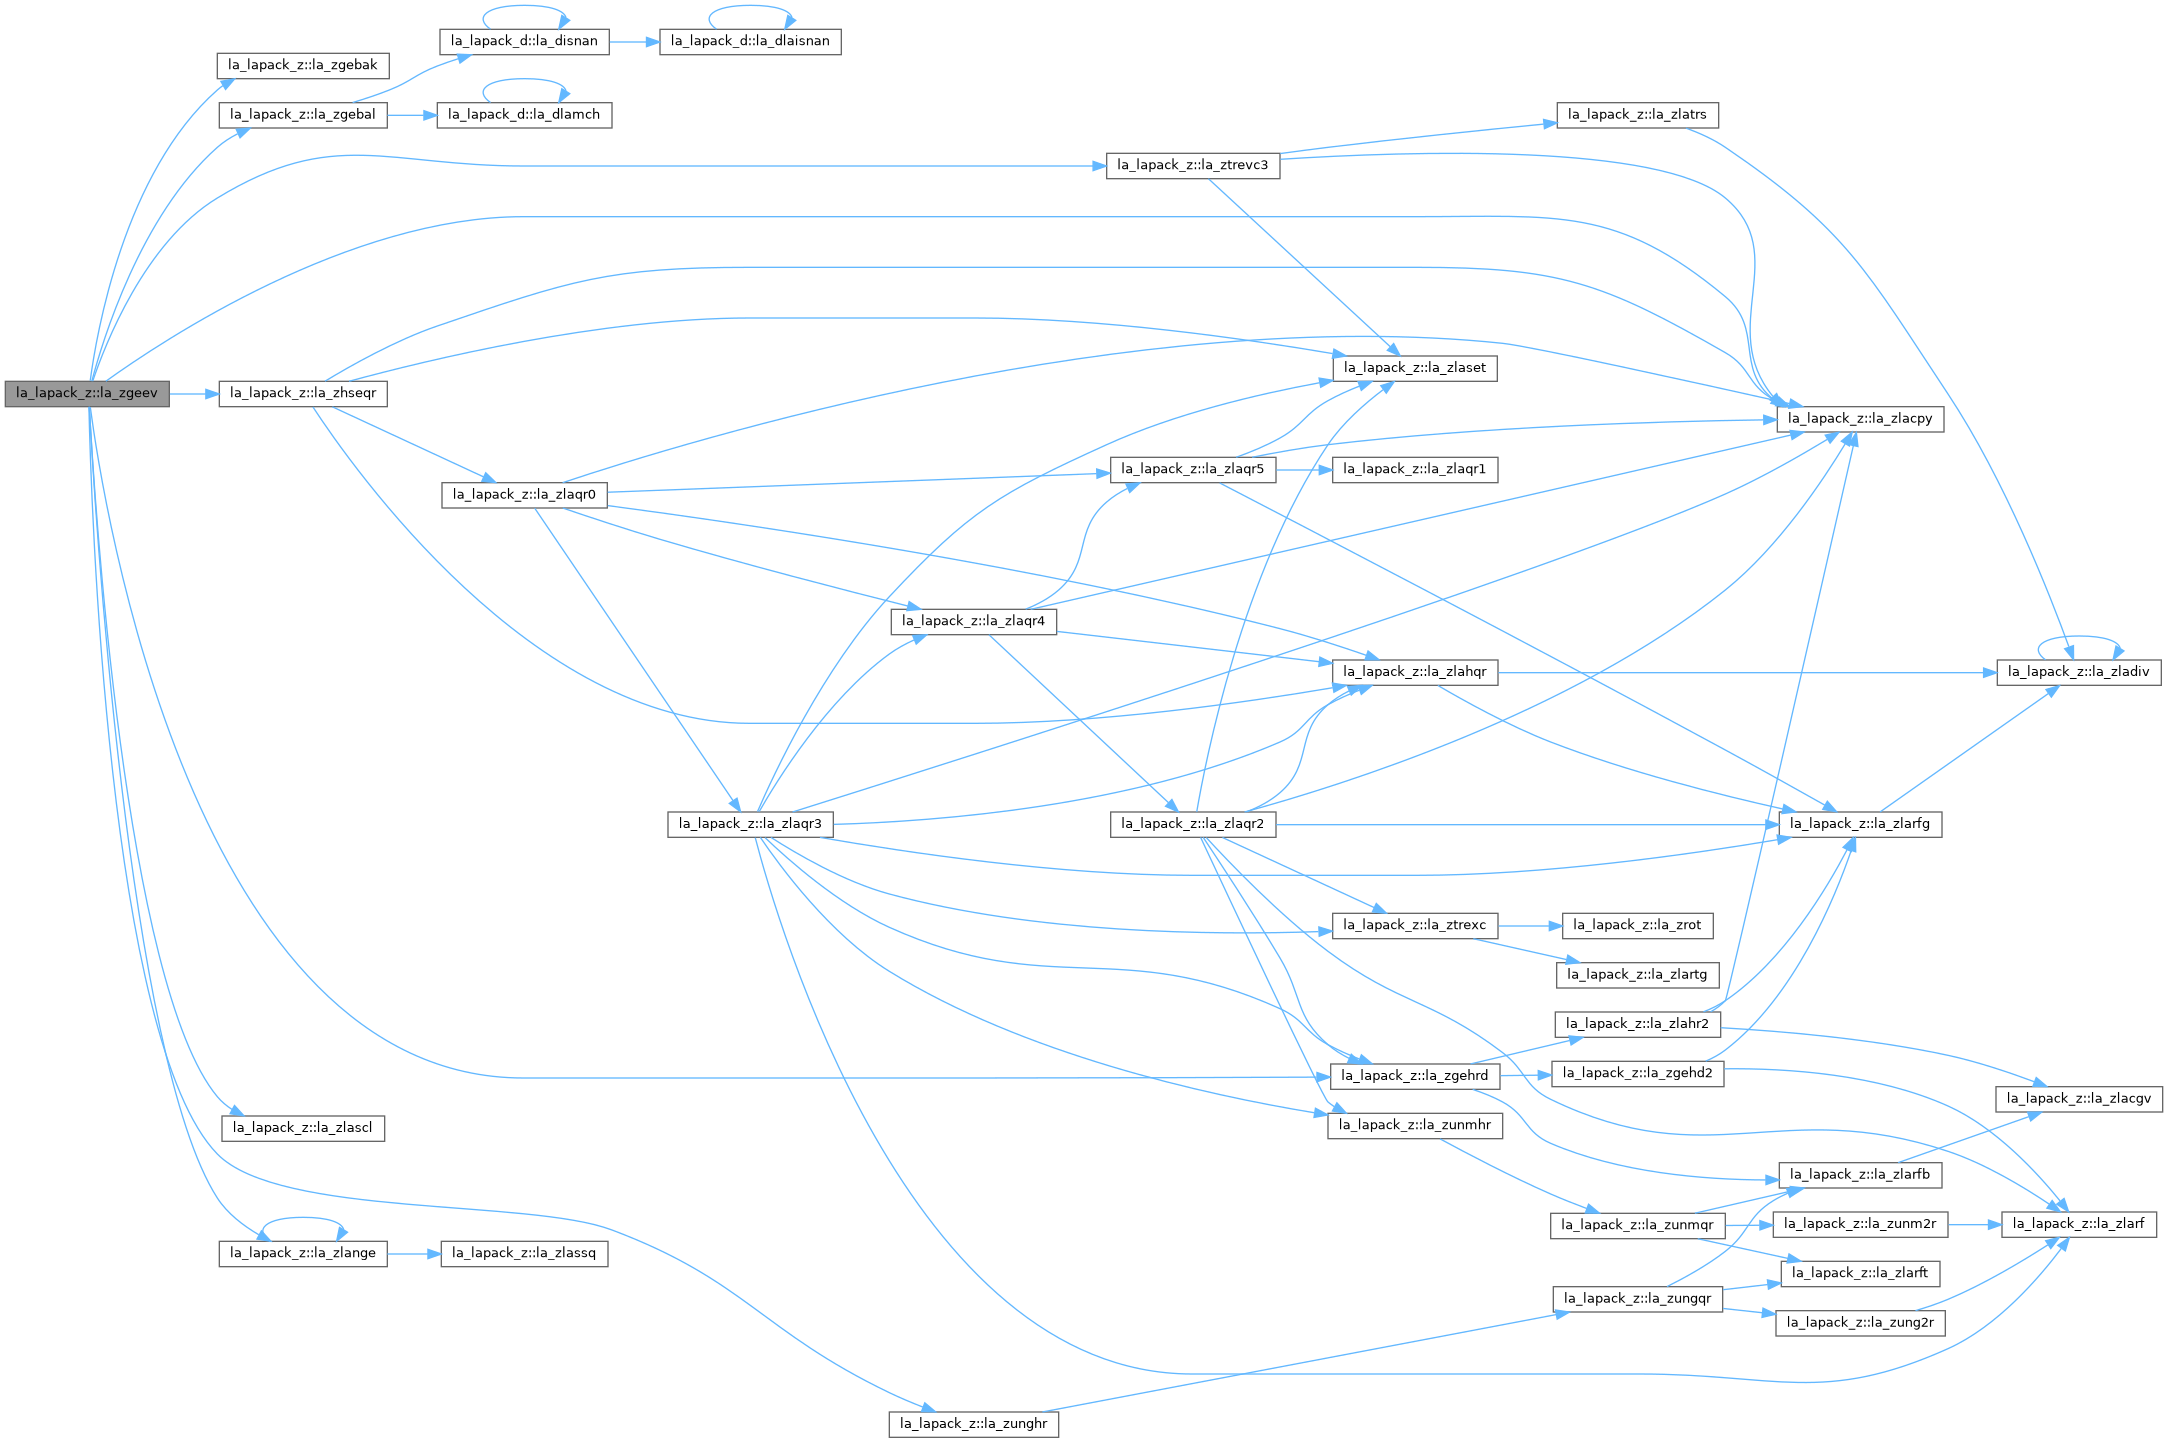 la_lapack_d::la_disnan
la_lapack_d::la_dlaisnan
la_lapack_z::la_zgebak
la_lapack_z::la_zgebal
la_lapack_d::la_dlamch
la_lapack_z::la_zlatrs
la_lapack_z::la_ztrevc3
la_lapack_z::la_zlaset
la_lapack_z::la_zgeev
la_lapack_z::la_zhseqr
la_lapack_z::la_zlacpy
la_lapack_z::la_zlaqr5
la_lapack_z::la_zlaqr1
la_lapack_z::la_zlaqr0
la_lapack_z::la_zlaqr4
la_lapack_z::la_zlahqr
la_lapack_z::la_zladiv
la_lapack_z::la_zlaqr3
la_lapack_z::la_zlaqr2
la_lapack_z::la_zlarfg
la_lapack_z::la_ztrexc
la_lapack_z::la_zrot
la_lapack_z::la_zlartg
la_lapack_z::la_zlahr2
la_lapack_z::la_zgehrd
la_lapack_z::la_zgehd2
la_lapack_z::la_zlacgv
la_lapack_z::la_zlascl
la_lapack_z::la_zunmhr
la_lapack_z::la_zlarfb
la_lapack_z::la_zunmqr
la_lapack_z::la_zunm2r
la_lapack_z::la_zlarf
la_lapack_z::la_zlange
la_lapack_z::la_zlassq
la_lapack_z::la_zlarft
la_lapack_z::la_zungqr
la_lapack_z::la_zung2r
la_lapack_z::la_zunghr